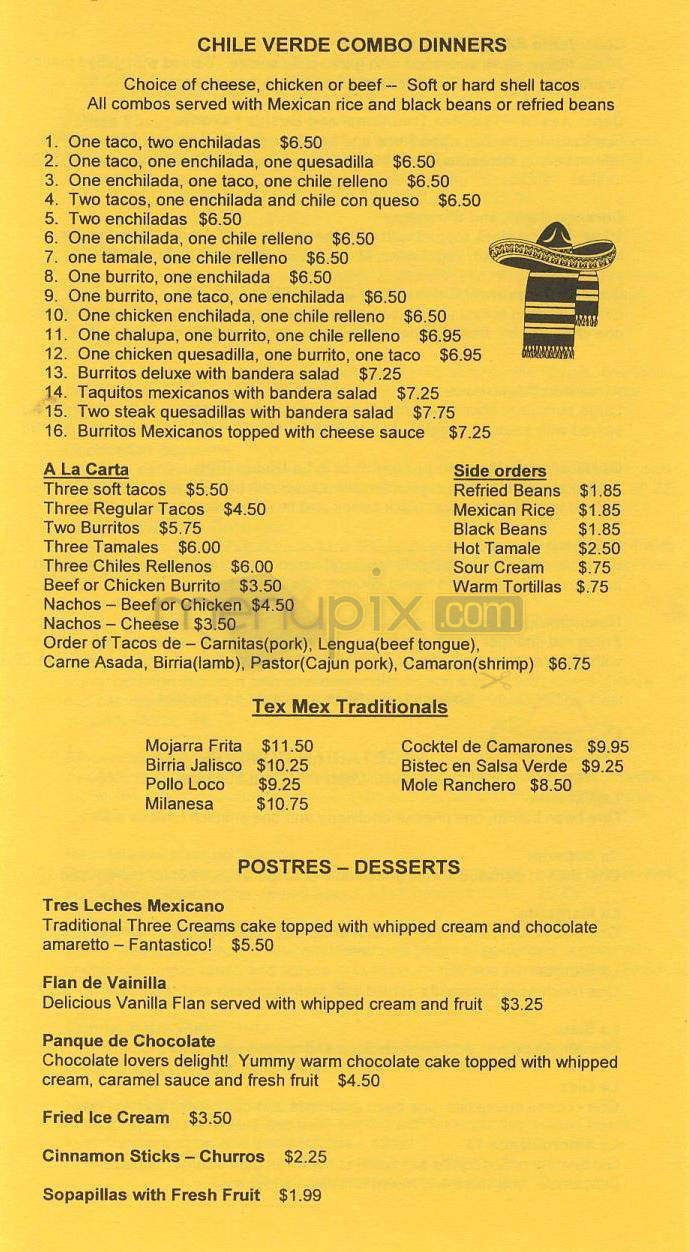 CHILE VERDE COMBO DINNERS
Choice of cheese, chicken or beef -- Soft or hard shell tacos
All combos served with Mexican rice and black beans or refried beans
1. One taco, two enchiladas $6.50
2. One taco, one enchilada, one quesadilla $6.50
3. One enchilada, one taco, one chile relleno $6.50
4. Two tacos, one enchilada and chile con queso $6.50
5. Two enchiladas $6.50
6. One enchilada, one chile relleno $6.50
7. one tamale, one chile relleno $6.50
8. One burrito, one enchilada $6.50
9. One burrito, one taco, one enchilada $6.50
10. One chicken enchilada, one chile relleno $6.50
11. One chalupa, one burrito, one chile relleno $6.95
12. One chicken quesadilla, one burrito, one taco $6.95
13. Burritos deluxe with bandera salad $7.25
14. Taquitos mexicanos with bandera salad $7.25
15. Two steak quesadillas with bandera salad $7.75
16. Burritos Mexicanos topped with cheese sauce $7.25
A La Carta
Three soft tacos $5.50
Three Regular Tacos $4.50
Two Burritos $5.75
Three Tamales $6.00
Three Chiles Rellenos $6.00
Beef or Chicken Burrito $3.50
Nachos – Beef or Chicken $4.50
Nachos – Cheese $3.50
Order of Tacos de – Carnitas(pork), Lengua(beef tongue),
Carne Asada, Birria(lamb), Pastor(Cajun pork), Camaron(shrimp) $6.75
Side orders
Refried Beans $1.85
Mexican Rice $1.85
Black Beans $1.85
Hot Tamale $2.50
Sour Cream $.75
Warm Tortillas $.75
menupix.com
Tex Mex Traditionals
Mojarra Frita $11.50
Birria Jalisco $10.25
Pollo Loco $9.25
Milanesa $10.75
Cocktel de Camarones $9.95
Bistec en Salsa Verde $9.25
Mole Ranchero $8.50
POSTRES – DESSERTS
Tres Leches Mexicano
Traditional Three Creams cake topped with whipped cream and chocolate
amaretto – Fantastico! $5.50
Flan de Vainilla
Delicious Vanilla Flan served with whipped cream and fruit $3.25
Panque de Chocolate
Chocolate lovers delight! Yummy warm chocolate cake topped with whipped
cream, caramel sauce and fresh fruit $4.50
Fried Ice Cream $3.50
Cinnamon Sticks – Churros $2.25
Sopapillas with Fresh Fruit $1.99